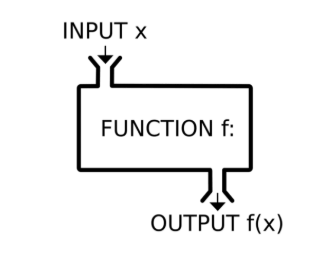 INPUT x
FUNCTION f:
OUTPUT f(x)